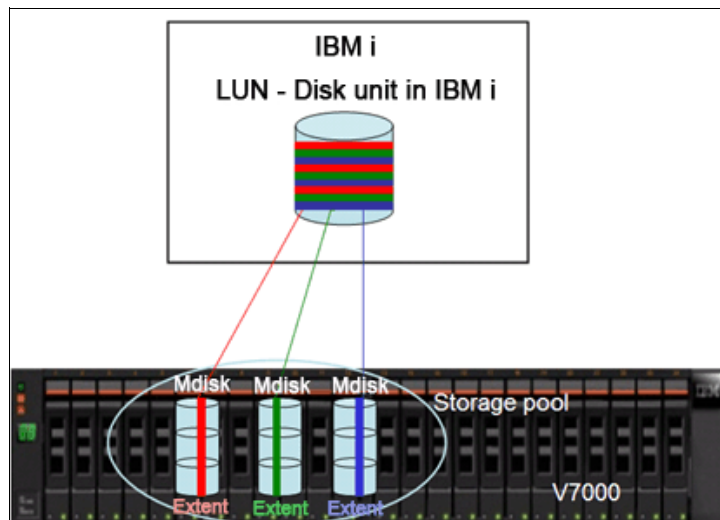 IBM i
LUN - Disk unit in IBM i
Mdisk Mdisk Mdisk
Storage pool
Extent Extent Extent
V7000